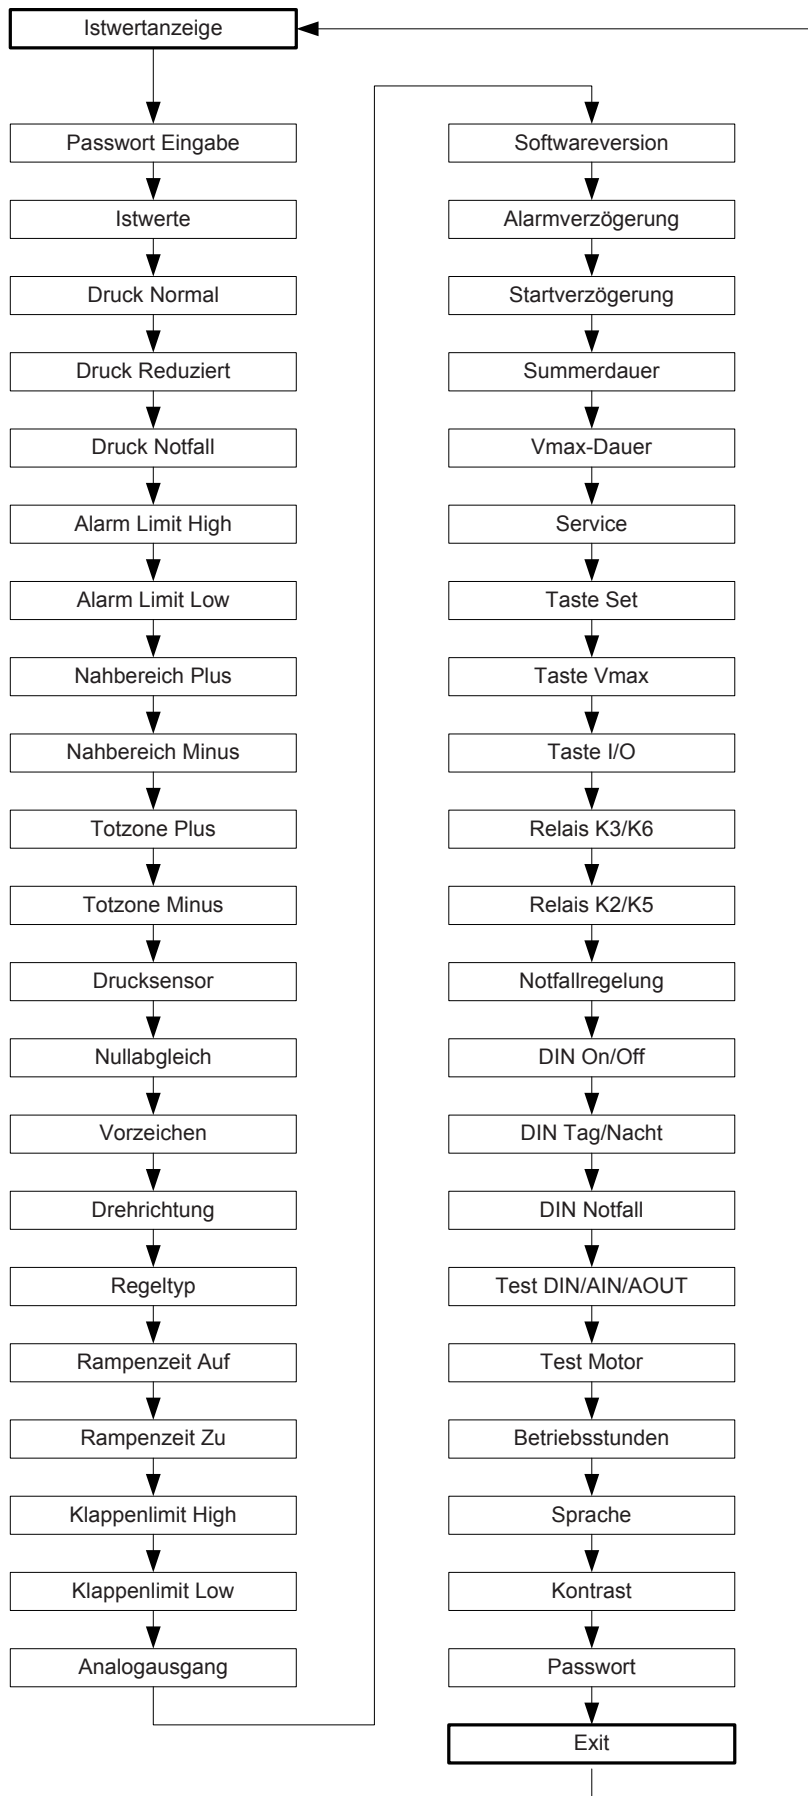 Istwertanzeige
Passwort Eingabe
Istwerte
Druck Normal
Druck Reduziert
Druck Notfall
Alarm Limit High
Alarm Limit Low
Nahbereich Plus
Nahbereich Minus
Totzone Plus
Totzone Minus
Drucksensor
Nullabgleich
Vorzeichen
Drehrichtung
Regeltyp
Rampenzeit Auf
Rampenzeit Zu
Klappenlimit High
Klappenlimit Low
Analogausgang
Softwareversion
Alarmverzögerung
Startverzögerung
Summerdauer
Vmax-Dauer
Service
Taste Set
Taste Vmax
Taste I/O
Relais K3/K6
Relais K2/K5
Notfallregelung
DIN On/Off
DIN Tag/Nacht
DIN Notfall
Test DIN/AIN/AOUT
Test Motor
Betriebsstunden
Sprache
Kontrast
Passwort
Exit